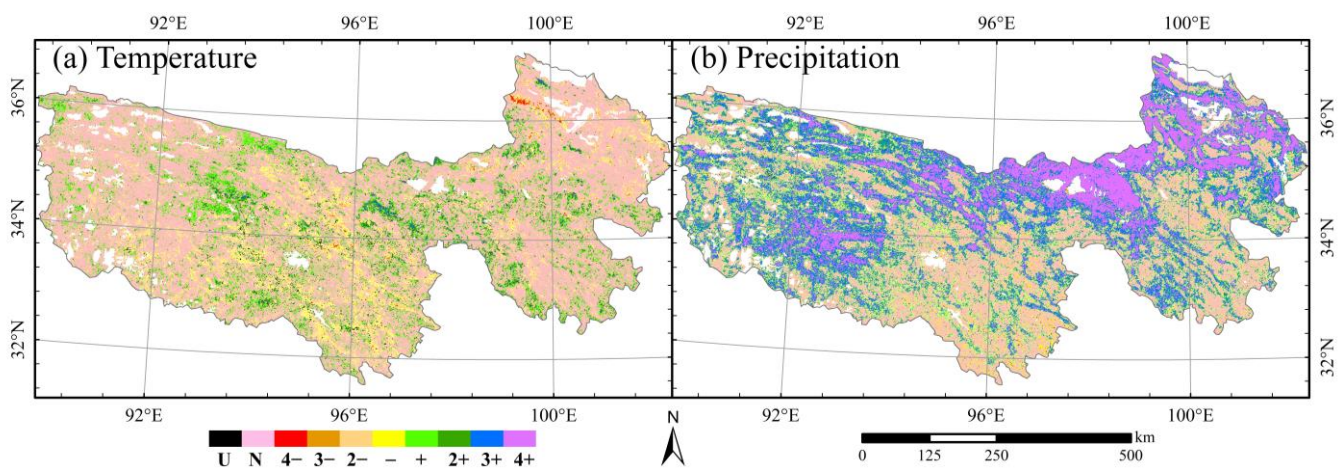 92°E 96°E 100°E 92°E 96°E 100°E
(a) Temperature (b) Precipitation
36°N 36°N
34°N 34°N
32°N 32°N
92°E 96°E 100°E 92°E 96°E 100°E
U N 4− 3− 2− − + 2+ 3+ 4+
N
km
0 125 250 500